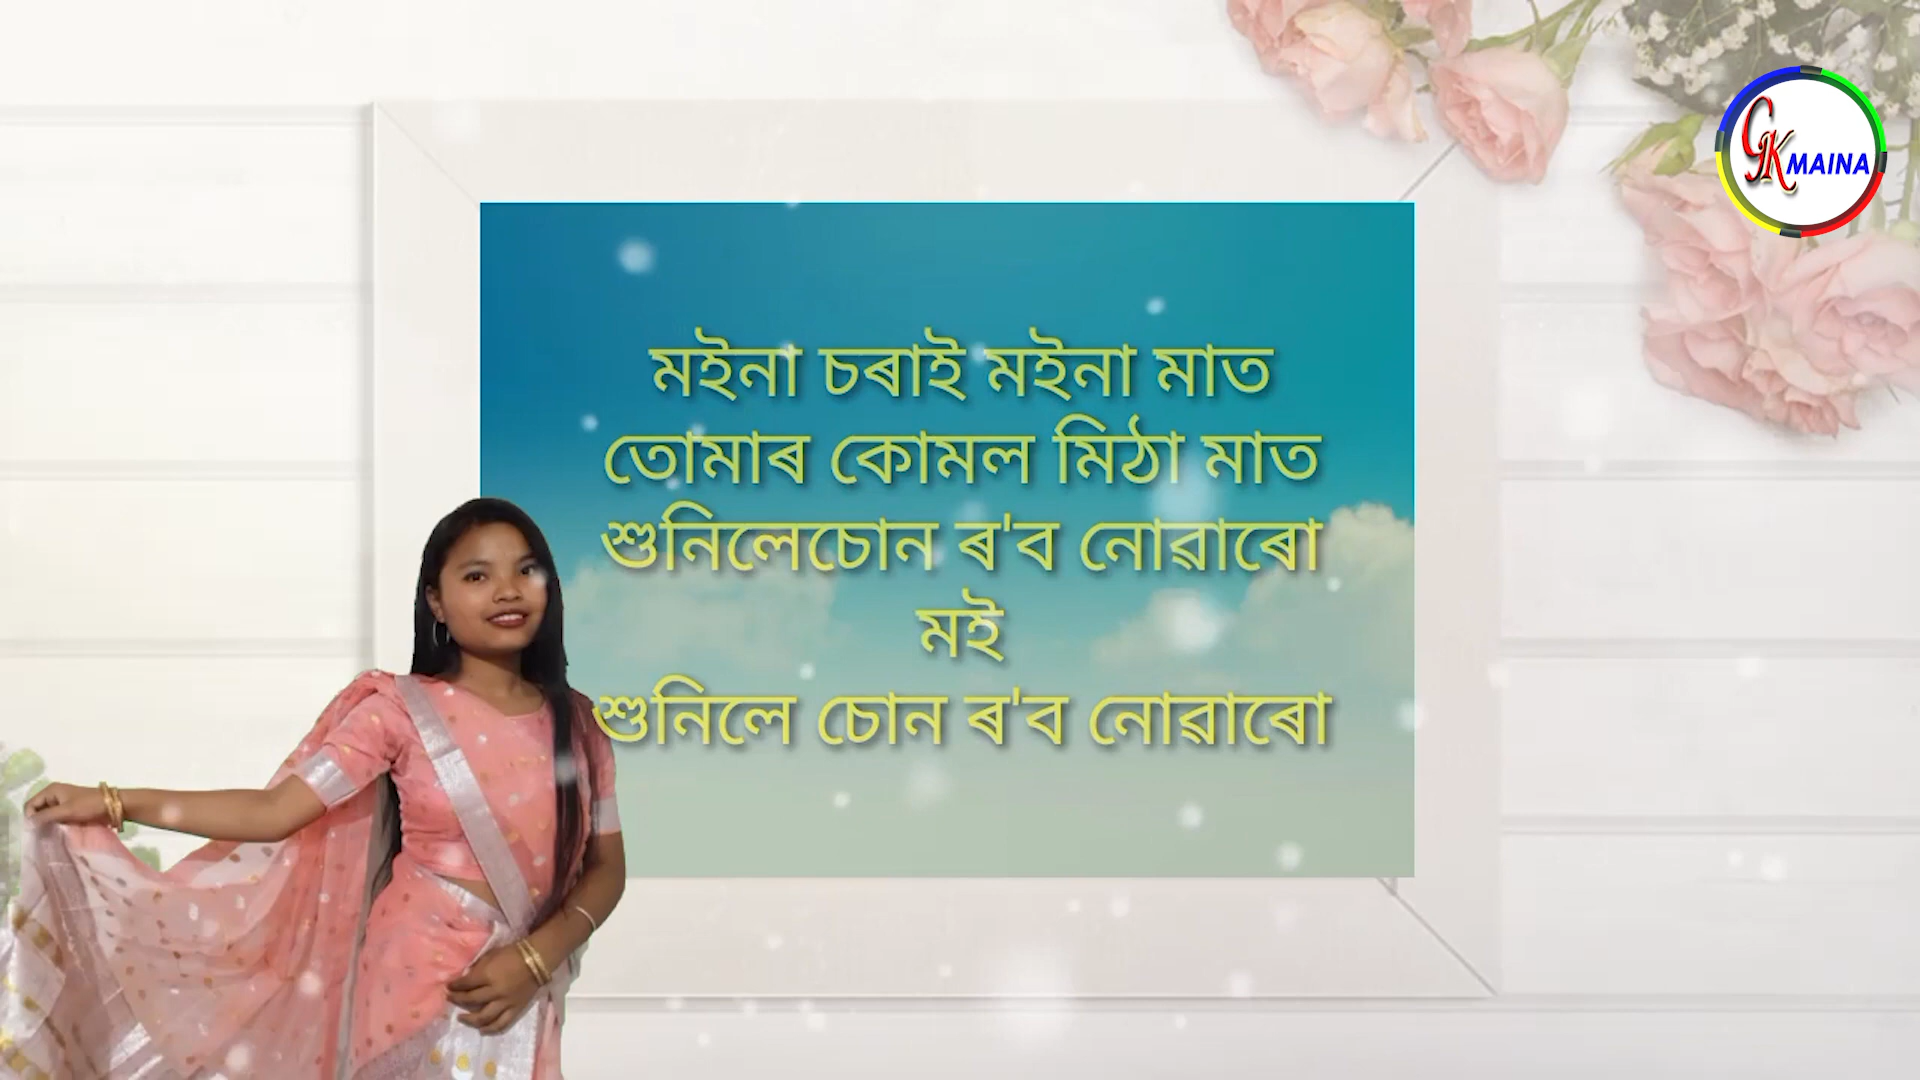 GK MAINA
মইনা চৰাই মইনা মাত
তোমাৰ কোমল মিঠা মাত
শুনিলেচোন ৰ'ব নোৱাৰো
মই
শুনিলে চোন ৰ'ব নোৱাৰো